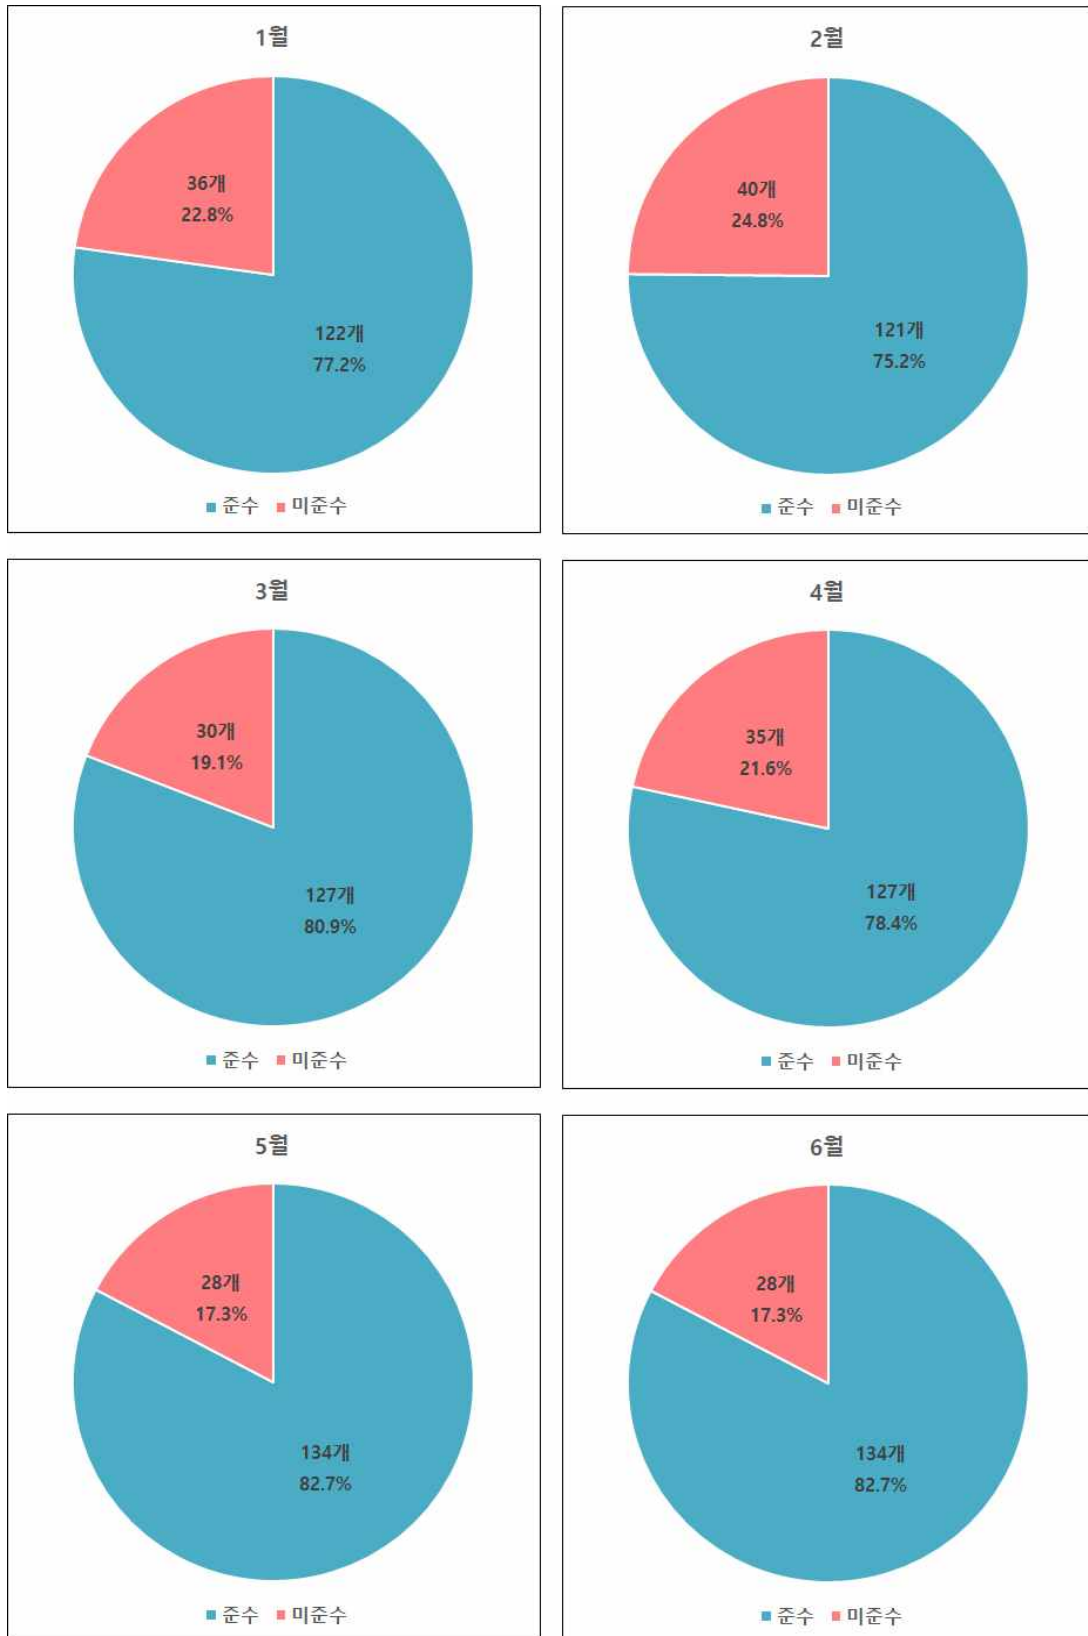 1월
36개
22.8%
122개
77.2%
준수 미준수
2월
40개
24.8%
121개
75.2%
준수 미준수
3월
30개
19.1%
127개
80.9%
준수 미준수
4월
35개
21.6%
127개
78.4%
준수 미준수
5월
28개
17.3%
134개
82.7%
준수 미준수
6월
28개
17.3%
134개
82.7%
준수 미준수